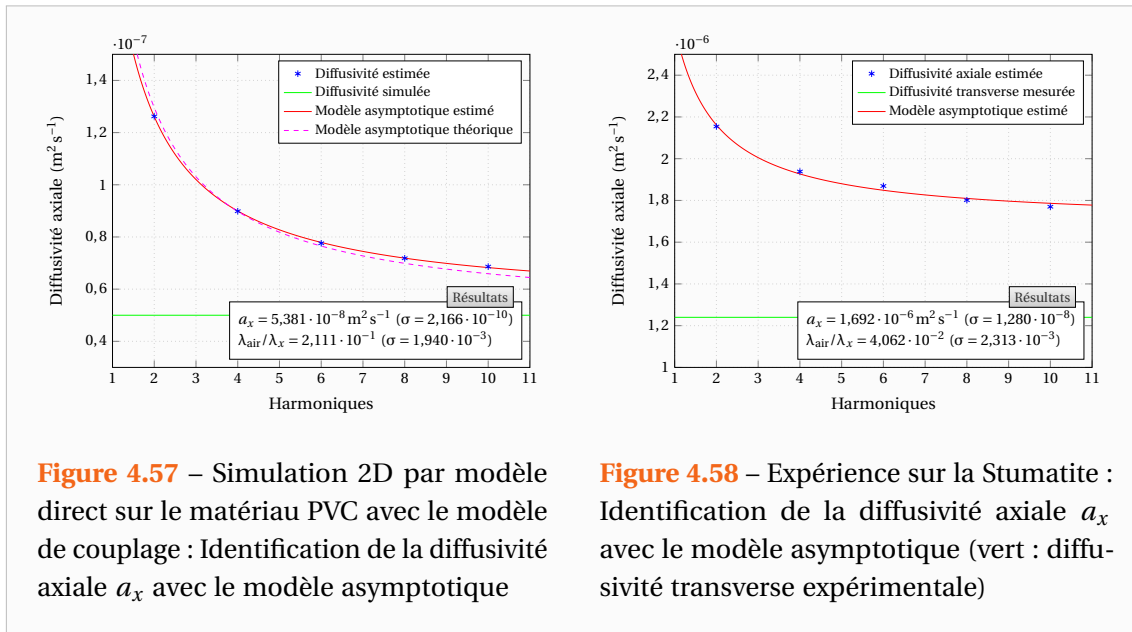 ·10⁻⁷
1,4
1,2
1
0,8
0,6
0,4
1 2 3 4 5 6 7 8 9 10 11
Harmoniques
Diffusivité axiale (m² s⁻¹)
Diffusivité estimée
Diffusivité simulée
Modèle asymptotique estimé
Modèle asymptotique théorique
Résultats
aₓ = 5,381 · 10⁻⁸ m² s⁻¹ (σ = 2,166 · 10⁻¹⁰)
λair/λₓ = 2,111 · 10⁻¹ (σ = 1,940 · 10⁻³)
Figure 4.57 – Simulation 2D par modèle
direct sur le matériau PVC avec le modèle
de couplage : Identification de la diffusivité
axiale aₓ avec le modèle asymptotique
·10⁻⁶
2,4
2,2
2
1,8
1,6
1,4
1,2
1
1 2 3 4 5 6 7 8 9 10 11
Harmoniques
Diffusivité axiale (m² s⁻¹)
Diffusivité axiale estimée
Diffusivité transverse mesurée
Modèle asymptotique estimé
Résultats
aₓ = 1,692 · 10⁻⁶ m² s⁻¹ (σ = 1,280 · 10⁻⁸)
λair/λₓ = 4,062 · 10⁻² (σ = 2,313 · 10⁻³)
Figure 4.58 – Expérience sur la Stumatite :
Identification de la diffusivité axiale aₓ
avec le modèle asymptotique (vert : diffu-
sivité transverse expérimentale)